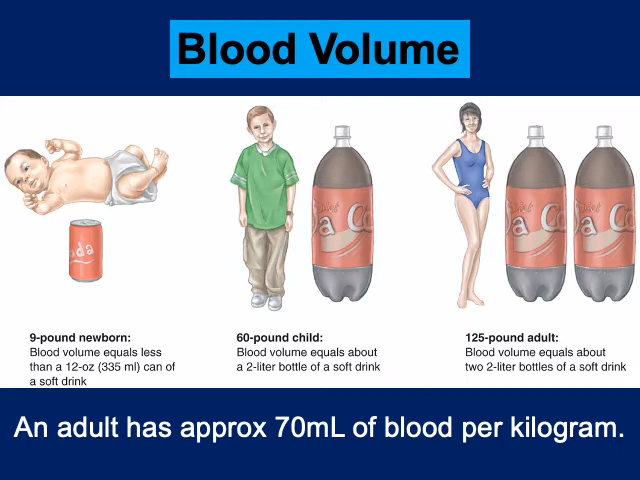 Blood Volume
9-pound newborn:
Blood volume equals less
than a 12-oz (335 ml) can of
a soft drink
60-pound child:
Blood volume equals about
a 2-liter bottle of a soft drink
125-pound adult:
Blood volume equals about
two 2-liter bottles of a soft drink
An adult has approx 70mL of blood per kilogram.